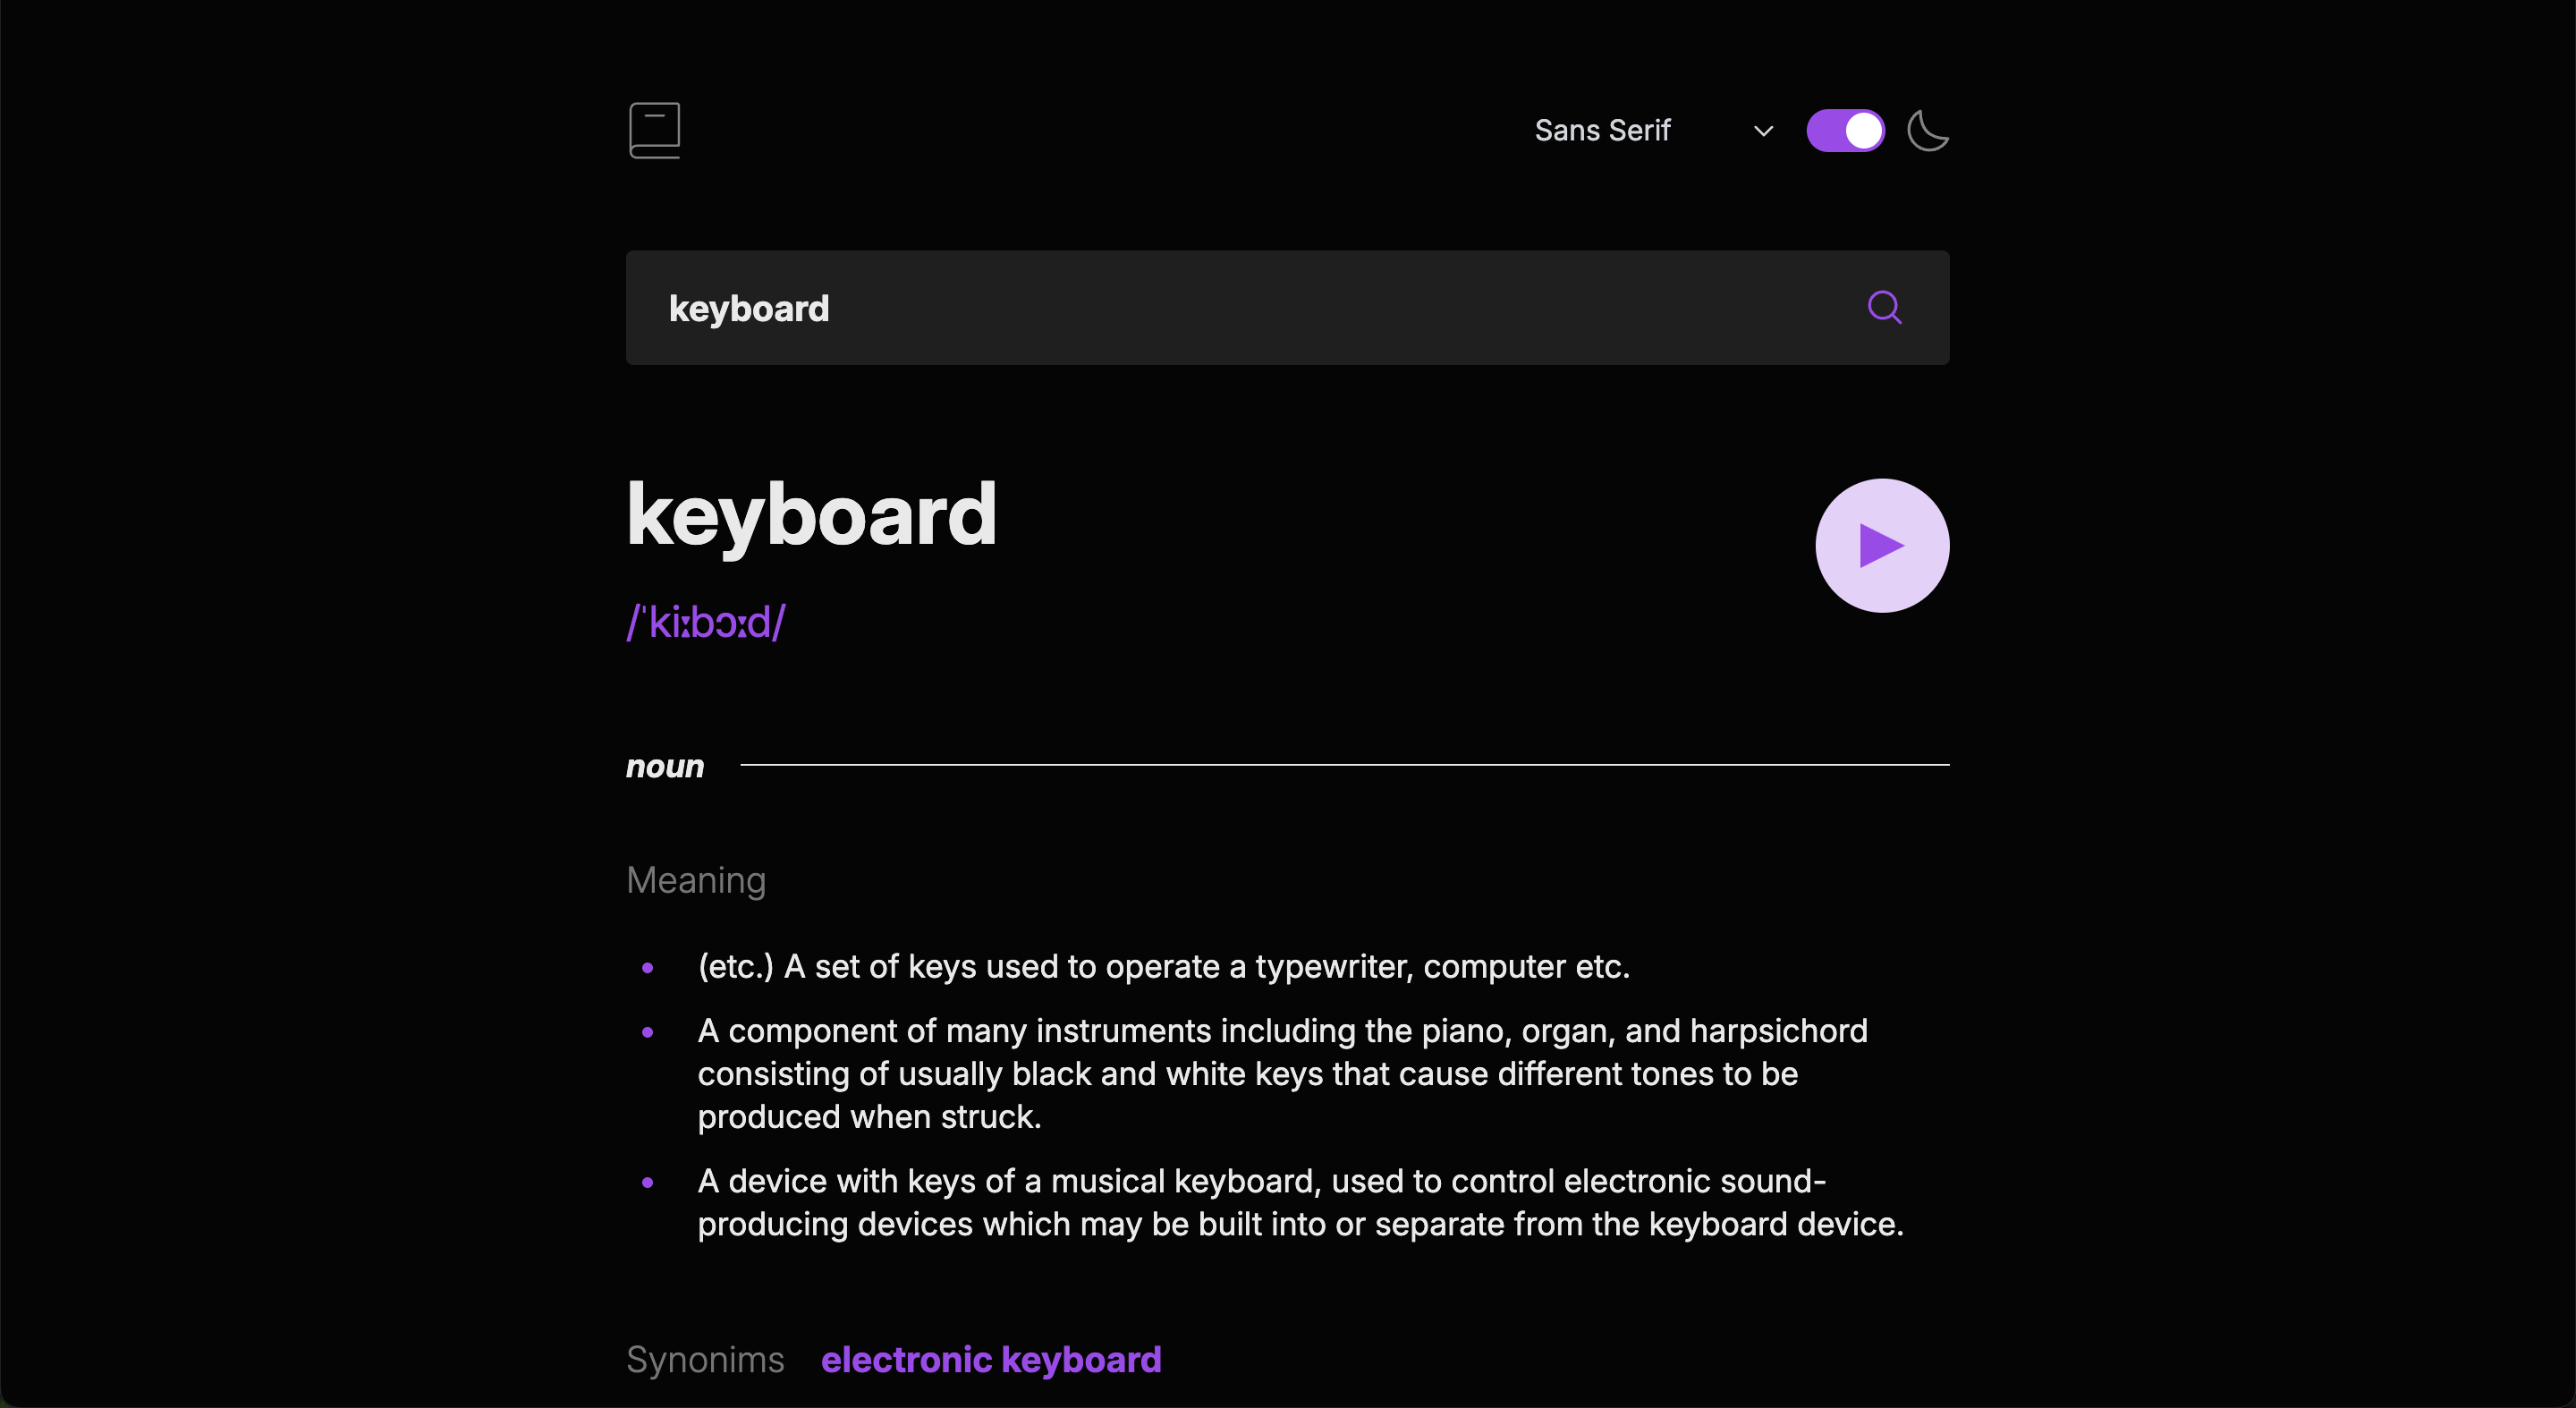 Sans Serif
keyboard
keyboard
/ˈkiːbɔːd/
noun
Meaning
(etc.) A set of keys used to operate a typewriter, computer etc.
A component of many instruments including the piano, organ, and harpsichord
consisting of usually black and white keys that cause different tones to be
produced when struck.
A device with keys of a musical keyboard, used to control electronic sound-
producing devices which may be built into or separate from the keyboard device.
Synonims electronic keyboard